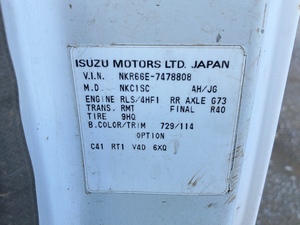 ISUZU MOTORS LTD. JAPAN
V.I.N. NKR66E-7478808
M.D. NKC1SC AH/JG
ENGINE RLS/4HF1 RR AXLE G73
TRANS. RMT FINAL R40
TIRE 9HQ
B.COLOR/TRIM 729/114
OPTION
C41 RT1 V4D 6XQ